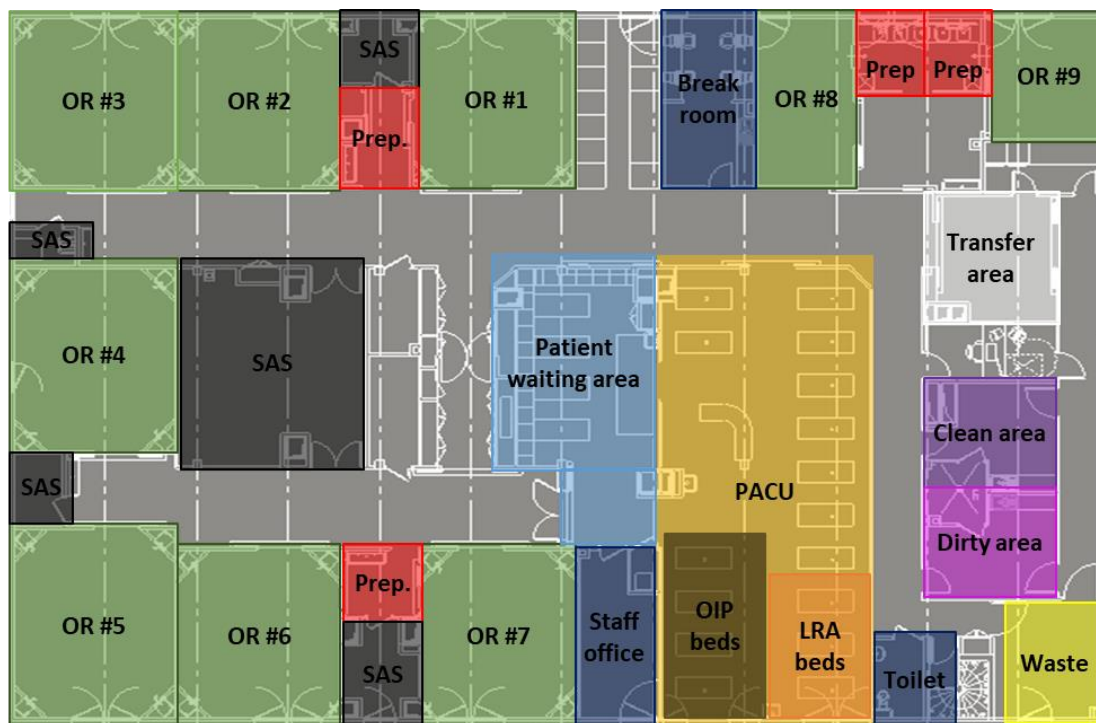 OR #3
OR #2
SAS
Prep.
OR #1
Break
room
OR #8
Prep
Prep
OR #9
SAS
Transfer
area
OR #4
SAS
Patient
waiting area
PACU
Clean area
Dirty area
SAS
OR #5
OR #6
Prep.
SAS
OR #7
Staff
office
OIP
beds
LRA
beds
Toilet
Waste